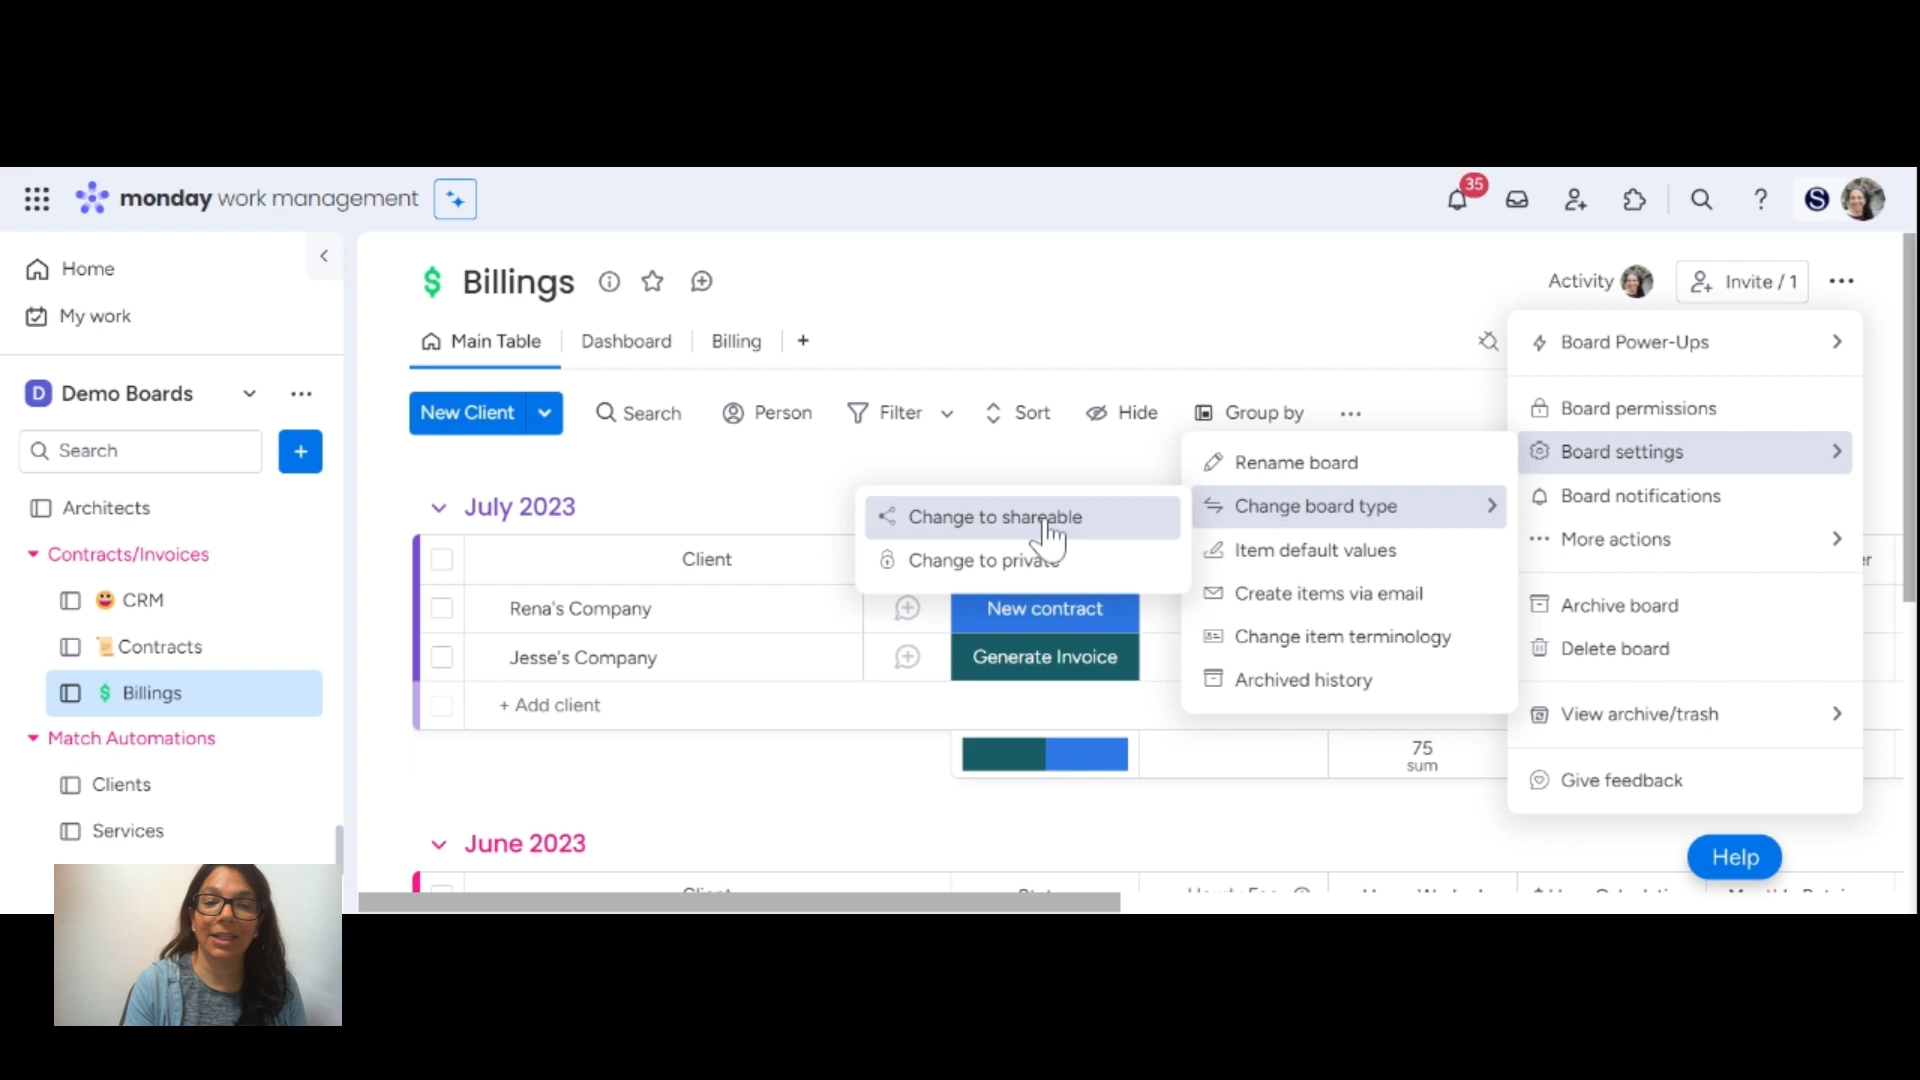 monday work management
35
S
Home
My work
D Demo Boards
Search
+
Architects
Contracts/Invoices
CRM
Contracts
$ Billings
Match Automations
Clients
Services
$ Billings
Activity
Invite / 1
Main Table
Dashboard
Billing
+
New Client
Search
Person
Filter
Sort
Hide
Group by
July 2023
Client
Rena's Company
New contract
Jesse's Company
Generate Invoice
+ Add client
75
sum
June 2023
Change to shareable
Change to private
Rename board
Change board type
Item default values
Create items via email
Change item terminology
Archived history
Board Power-Ups
Board permissions
Board settings
Board notifications
More actions
Archive board
Delete board
View archive/trash
Give feedback
Help